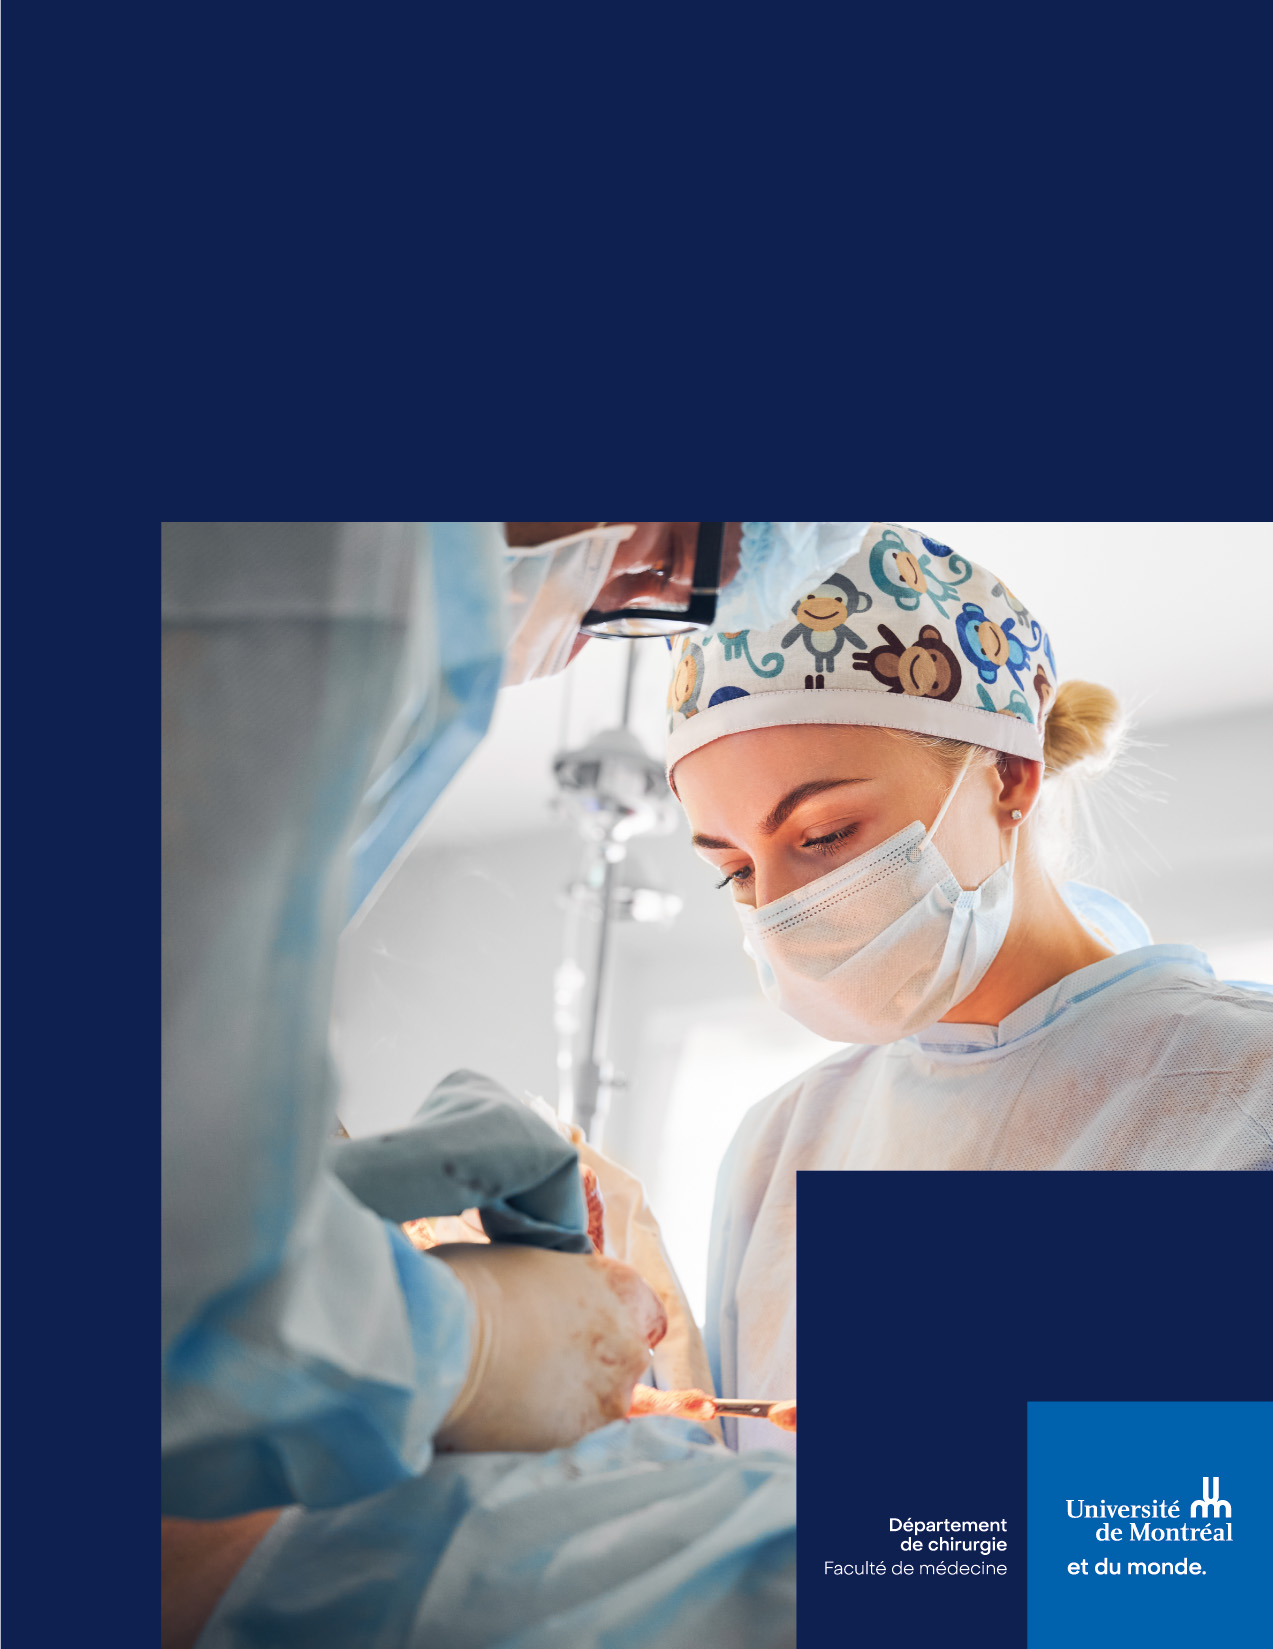 Département
de chirurgie
Faculté de médecine
Université
de Montréal
et du monde.